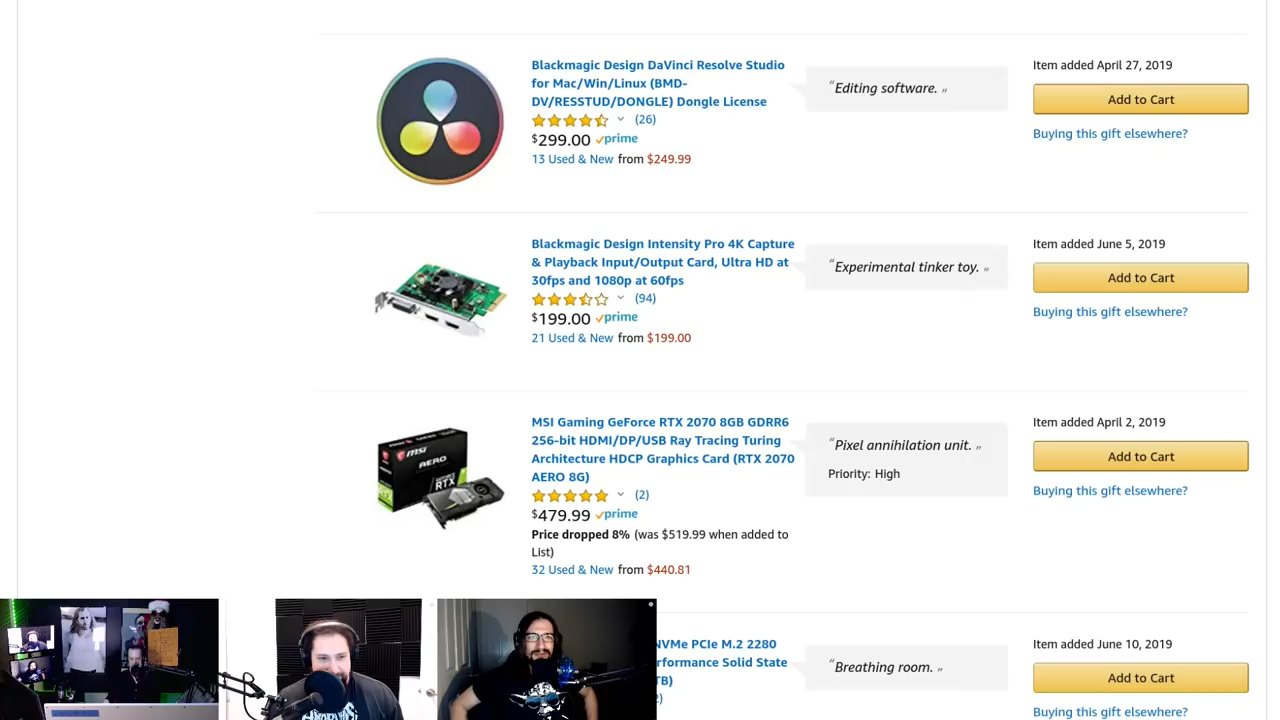 Blackmagic Design DaVinci Resolve Studio
for Mac/Win/Linux (BMD-
DV/RESSTUD/DONGLE) Dongle License
(26)
$299.00 prime
13 Used & New from $249.99
"Editing software. "
Item added April 27, 2019
Add to Cart
Buying this gift elsewhere?
Blackmagic Design Intensity Pro 4K Capture
& Playback Input/Output Card, Ultra HD at
30fps and 1080p at 60fps
(94)
$199.00 prime
21 Used & New from $199.00
"Experimental tinker toy. "
Item added June 5, 2019
Add to Cart
Buying this gift elsewhere?
msi
AERO
RTX
MSI Gaming GeForce RTX 2070 8GB GDRR6
256-bit HDMI/DP/USB Ray Tracing Turing
Architecture HDCP Graphics Card (RTX 2070
AERO 8G)
(2)
$479.99 prime
Price dropped 8% (was $519.99 when added to
List)
32 Used & New from $440.81
"Pixel annihilation unit. "
Priority: High
Item added April 2, 2019
Add to Cart
Buying this gift elsewhere?
NVMe PCIe M.2 2280
rformance Solid State
TB)
"Breathing room. "
Item added June 10, 2019
Add to Cart
Buying this gift elsewhere?